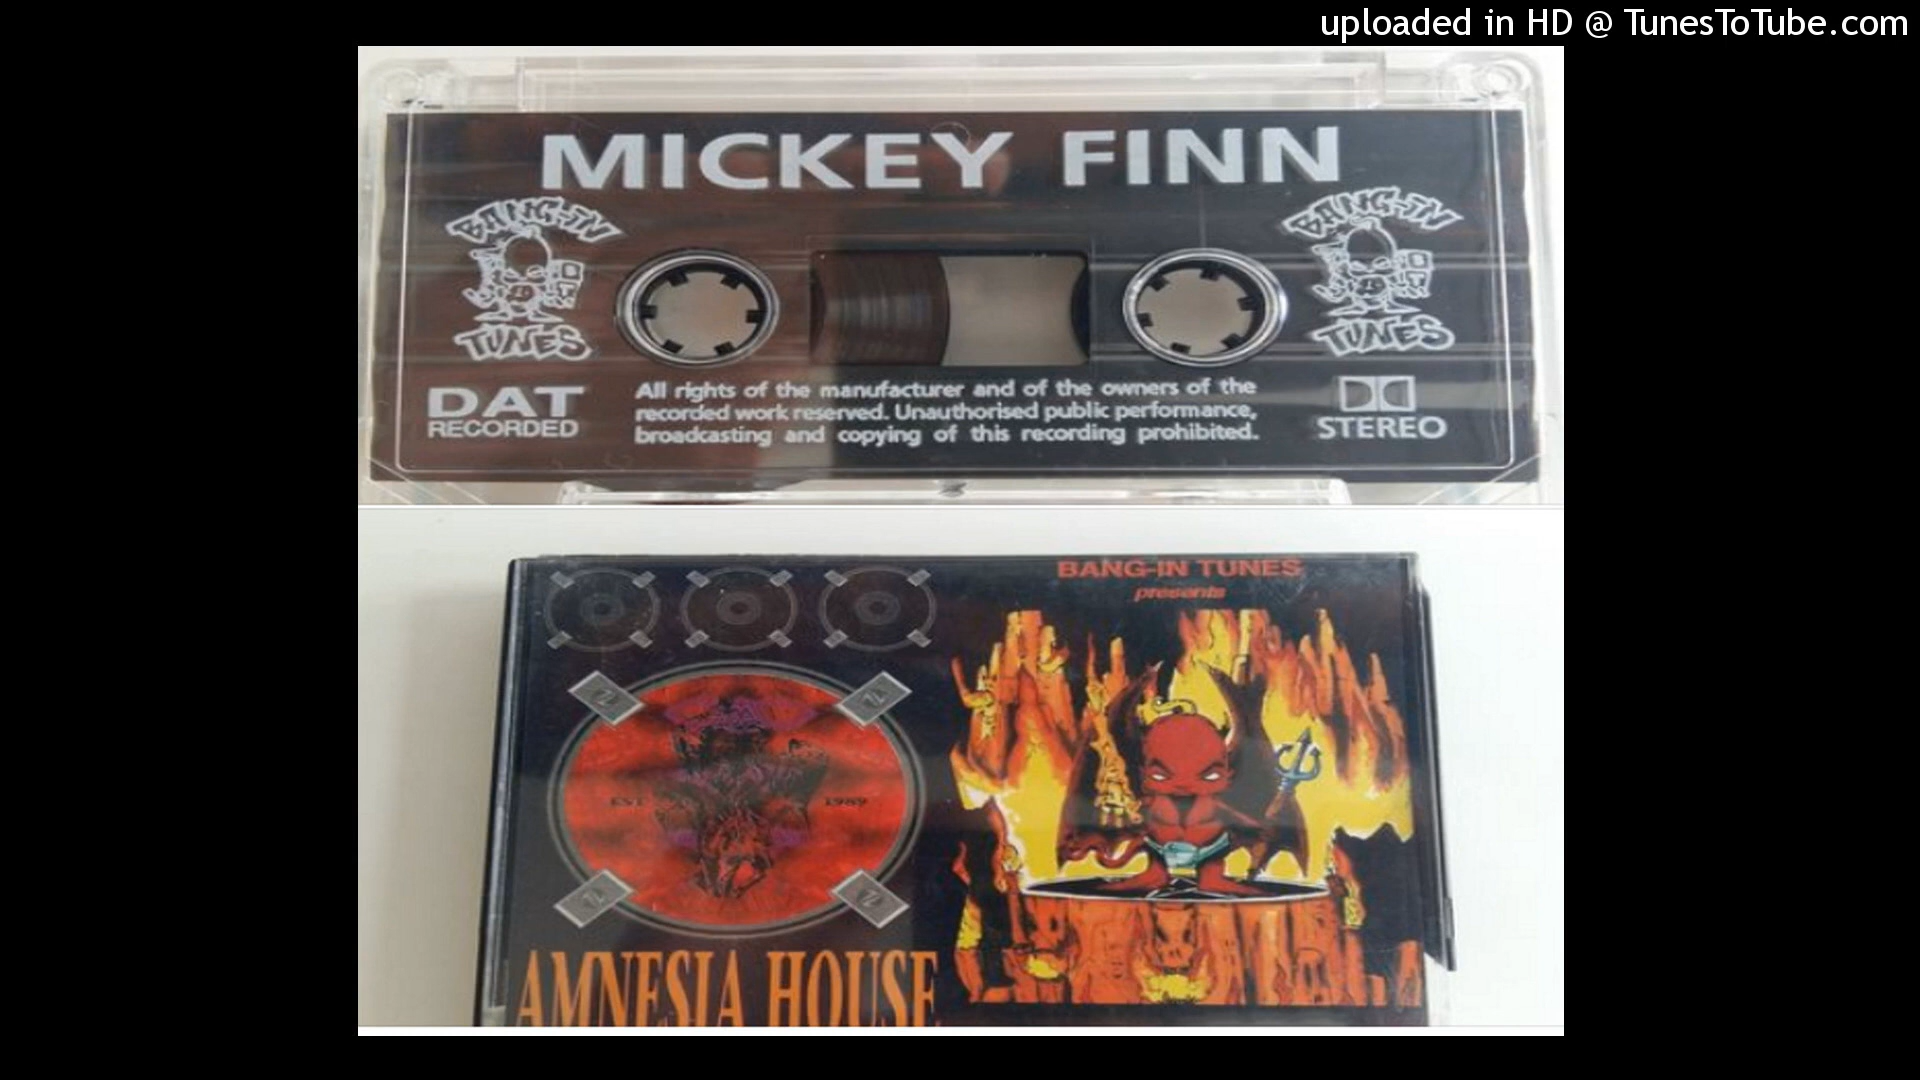 uploaded in HD @ TunesToTube.com
MICKEY FINN
BANG-IN
TUNES
BANG-IN
TUNES
DAT
RECORDED
All rights of the manufacturer and of the owners of the
recorded work reserved. Unauthorised public performance,
broadcasting and copying of this recording prohibited.
STEREO
BANG-IN TUNES
presents
EST 1989
AMNESIA HOUSE